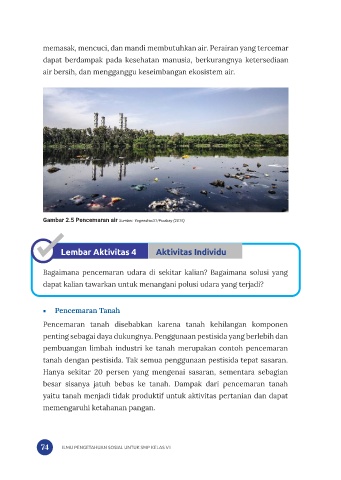 memasak, mencuci, dan mandi membutuhkan air. Perairan yang tercemar
dapat berdampak pada kesehatan manusia, berkurangnya ketersediaan
air bersih, dan mengganggu keseimbangan ekosistem air.
Gambar 2.5 Pencemaran air
Lembar Aktivitas 4 Aktivitas Individu
Bagaimana pencemaran udara di sekitar kalian? Bagaimana solusi yang
dapat kalian tawarkan untuk menangani polusi udara yang terjadi?
• Pencemaran Tanah
Pencemaran tanah disebabkan karena tanah kehilangan komponen
penting sebagai daya dukungnya. Penggunaan pestisida yang berlebih dan
pembuangan limbah industri ke tanah merupakan contoh pencemaran
tanah dengan pestisida. Tak semua penggunaan pestisida tepat sasaran.
Hanya sekitar 20 persen yang mengenai sasaran, sementara sebagian
besar sisanya jatuh bebas ke tanah. Dampak dari pencemaran tanah
yaitu tanah menjadi tidak produktif untuk aktivitas pertanian dan dapat
memengaruhi ketahanan pangan.
74 ILMU PENGETAHUAN SOSIAL UNTUK SMP KELAS VII